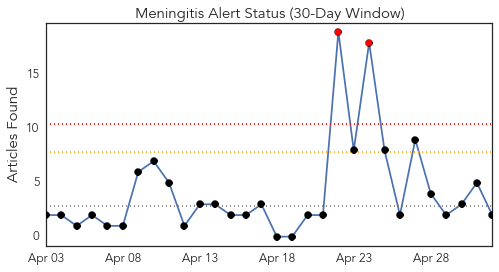 Meningitis Alert Status (30-Day Window)
Articles Found
15
10
5
0
Apr 03 Apr 08 Apr 13 Apr 18 Apr 23 Apr 28